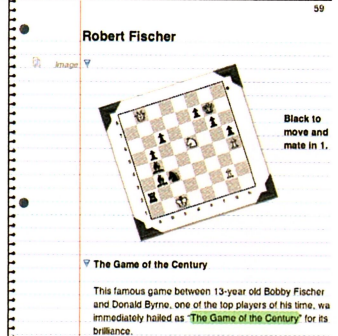 59
Robert Fischer
Image
Black to
move and
mate in 1.
The Game of the Century
This famous game between 13-year old Bobby Fischer
and Donald Byrne, one of the top players of his time, wa
immediately hailed as "The Game of the Century" for its
brilliance.